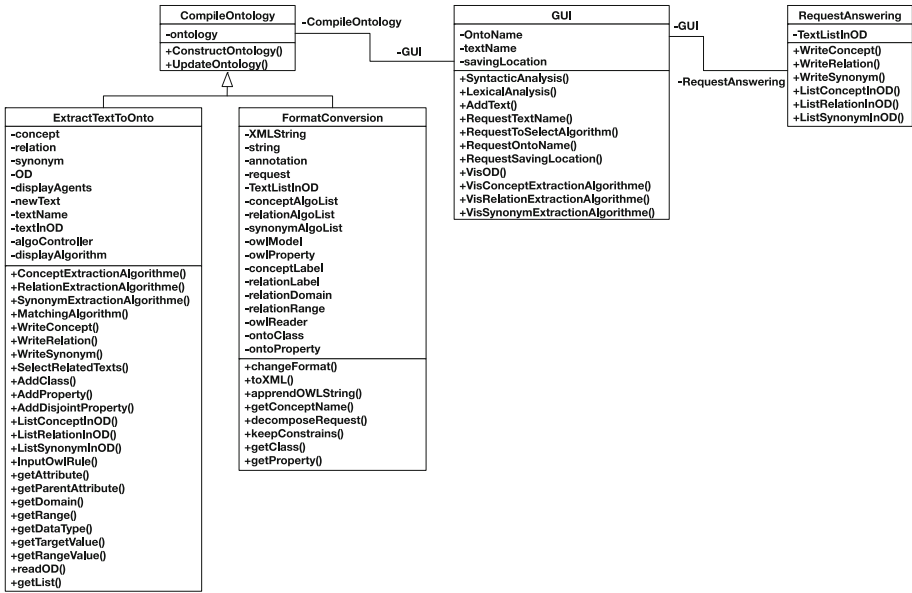 CompileOntology
-ontology
+ConstructOntology()
+UpdateOntology()
-CompileOntology
-GUI
GUI
-OntoName
-textName
-savingLocation
+SyntacticAnalysis()
+LexicalAnalysis()
+AddText()
+RequestTextName()
+RequestToSelectAlgorithm()
+RequestOntoName()
+RequestSavingLocation()
+VisOD()
+VisConceptExtractionAlgorithme()
+VisRelationExtractionAlgorithme()
+VisSynonymExtractionAlgorithme()
-GUI
-RequestAnswering
RequestAnswering
-TextListInOD
+WriteConcept()
+WriteRelation()
+WriteSynonym()
+ListConceptInOD()
+ListRelationInOD()
+ListSynonymInOD()
ExtractTextToOnto
-concept
-relation
-synonym
-OD
-displayAgents
-newText
-textName
-textInOD
-algoController
-displayAlgorithm
+ConceptExtractionAlgorithme()
+RelationExtractionAlgorithme()
+SynonymExtractionAlgorithme()
+MatchingAlgorithm()
+WriteConcept()
+WriteRelation()
+WriteSynonym()
+SelectRelatedTexts()
+AddClass()
+AddProperty()
+AddDisjointProperty()
+ListConceptInOD()
+ListRelationInOD()
+ListSynonymInOD()
+InputOwlRule()
+getAttribute()
+getParentAttribute()
+getDomain()
+getRange()
+getDataType()
+getTargetValue()
+getRangeValue()
+readOD()
+getList()
FormatConversion
-XMLString
-string
-annotation
-request
-TextListInOD
-conceptAlgoList
-relationAlgoList
-synonymAlgoList
-owlModel
-owlProperty
-conceptLabel
-relationLabel
-relationDomain
-relationRange
-owlReader
-ontoClass
-ontoProperty
+changeFormat()
+toXML()
+apprendOWLString()
+getConceptName()
+decomposeRequest()
+keepConstrains()
+getClass()
+getProperty()